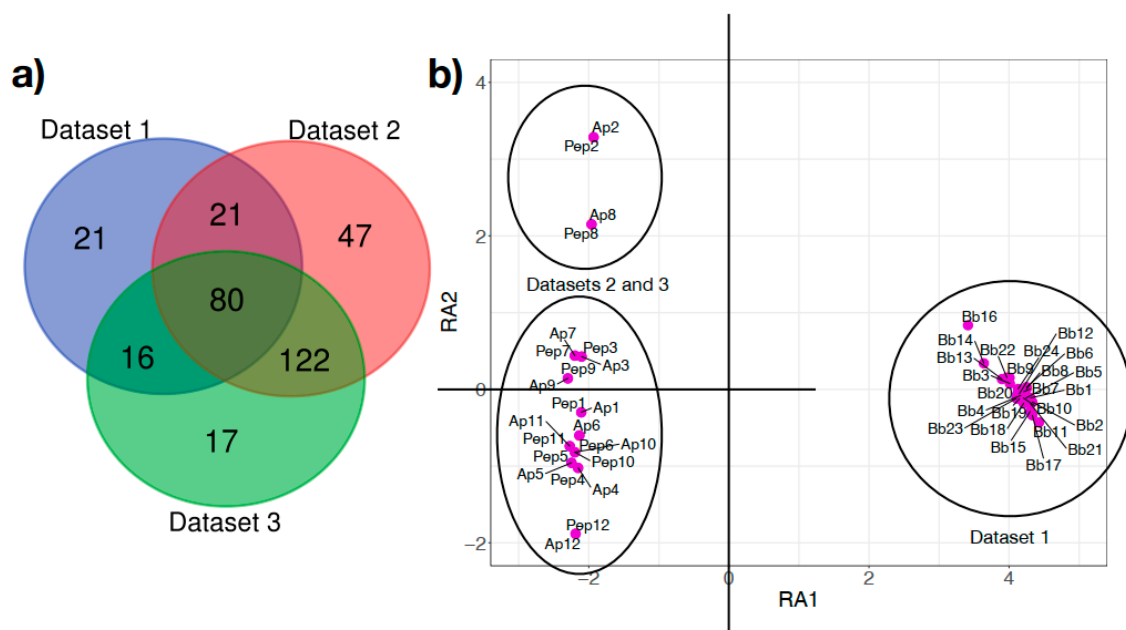 a)
Dataset 1
Dataset 2
21
21
47
80
16
122
17
Dataset 3
b)
4
2
0
−2
RA2
Ap2
Pep2
Ap8
Pep8
Datasets 2 and 3
Ap7
Pep7
Pep3
Ap3
Pep9
Ap9
Pep1
Ap1
Ap11
Ap6
Pep11
Pep6
Ap10
Pep5
Pep10
Ap5
Pep4
Ap4
Pep12
Ap12
Bb16
Bb12
Bb14
Bb22
Bb24
Bb6
Bb13
Bb9
Bb8
Bb5
Bb3
Bb7
Bb1
Bb20
Bb4
Bb19
Bb10
Bb2
Bb23
Bb18
Bb11
Bb15
Bb21
Bb17
Dataset 1
−2
0
2
4
RA1